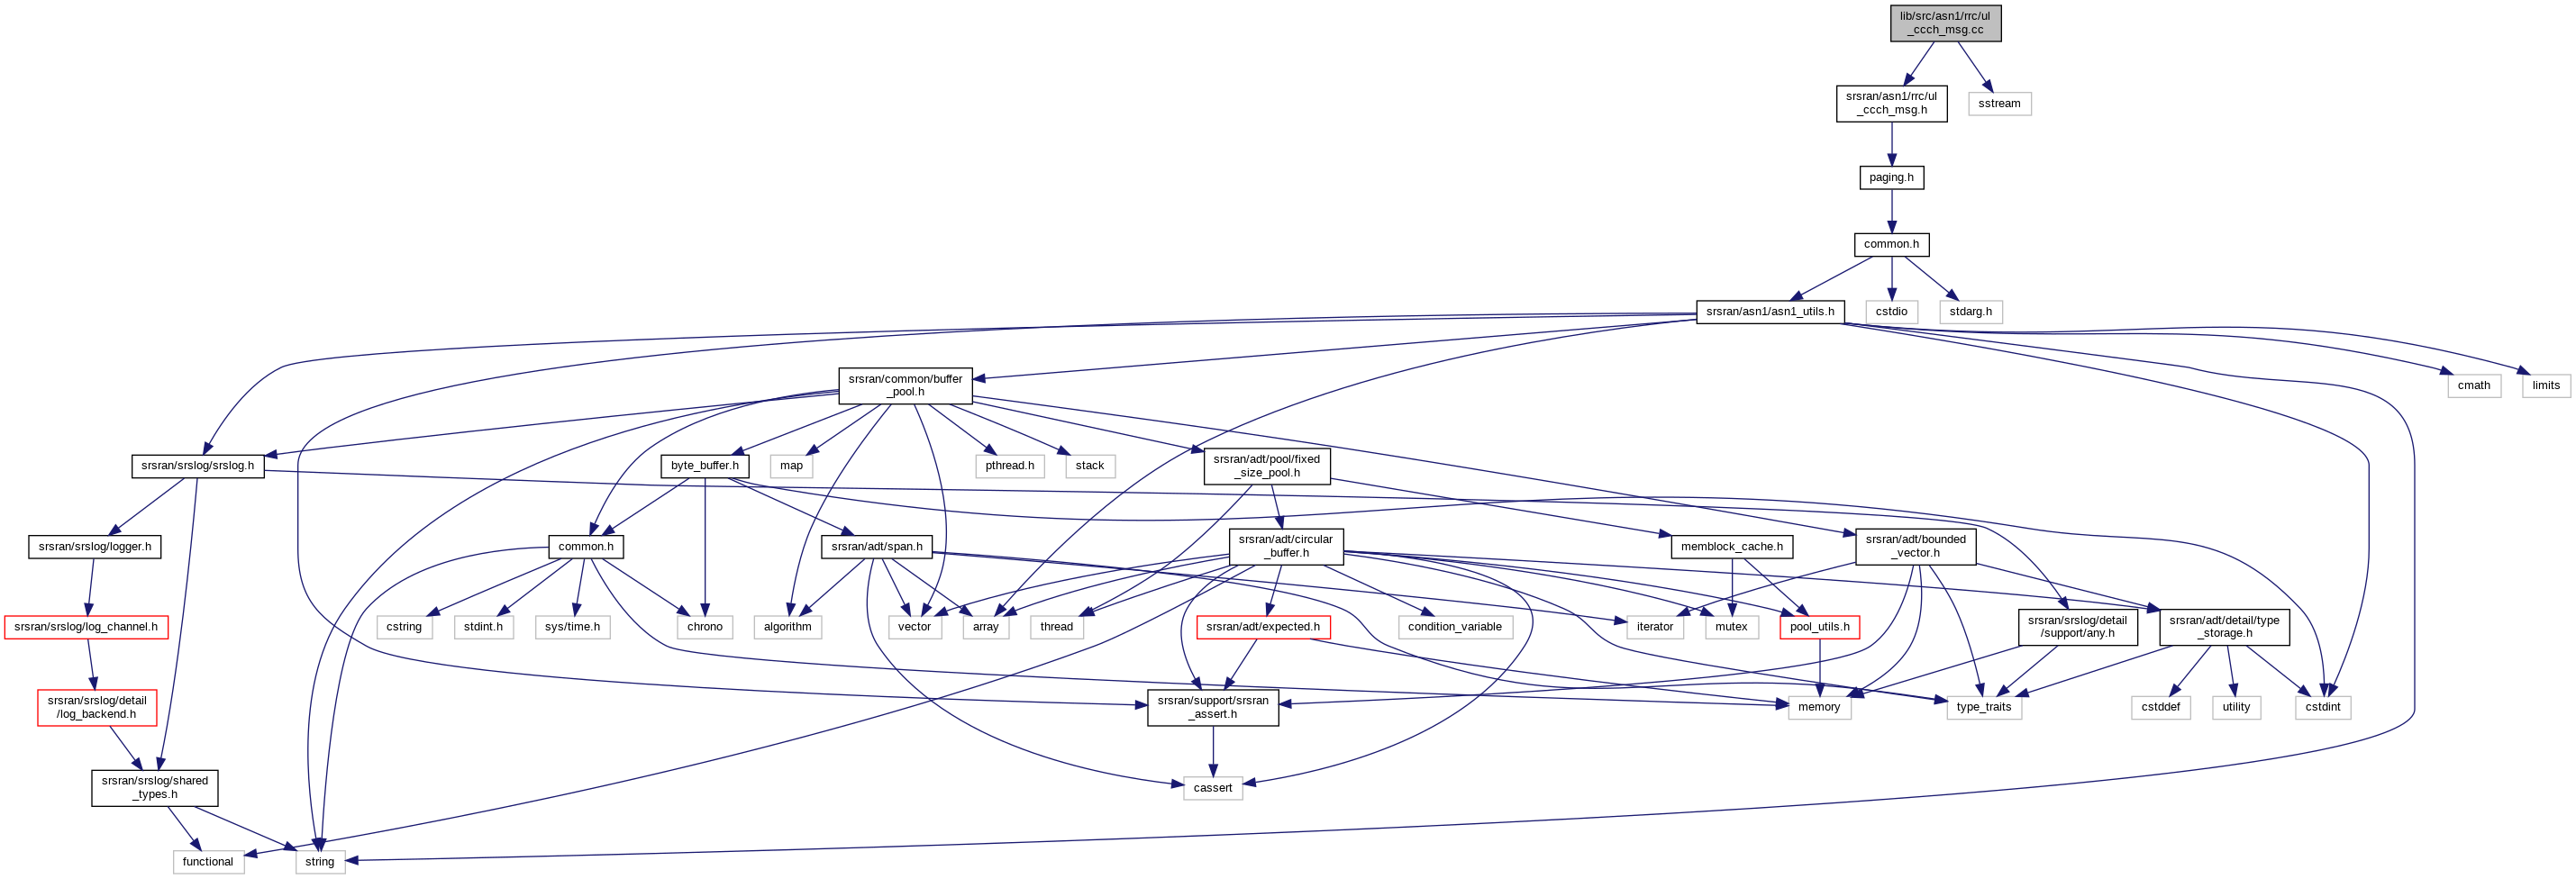 lib/src/asn1/rrc/ul
_ccch_msg.cc
srsran/asn1/rrc/ul
_ccch_msg.h
sstream
paging.h
common.h
srsran/asn1/asn1_utils.h
cstdio
stdarg.h
srsran/common/buffer
_pool.h
cmath
limits
srsran/srslog/srslog.h
byte_buffer.h
map
pthread.h
stack
srsran/adt/pool/fixed
_size_pool.h
srsran/srslog/logger.h
common.h
srsran/adt/span.h
srsran/adt/circular
_buffer.h
memblock_cache.h
srsran/adt/bounded
_vector.h
srsran/srslog/log_channel.h
cstring
stdint.h
sys/time.h
chrono
algorithm
vector
array
thread
srsran/adt/expected.h
condition_variable
iterator
mutex
pool_utils.h
srsran/srslog/detail
/support/any.h
srsran/adt/detail/type
_storage.h
srsran/srslog/detail
/log_backend.h
srsran/support/srsran
_assert.h
memory
type_traits
cstddef
utility
cstdint
srsran/srslog/shared
_types.h
cassert
functional
string